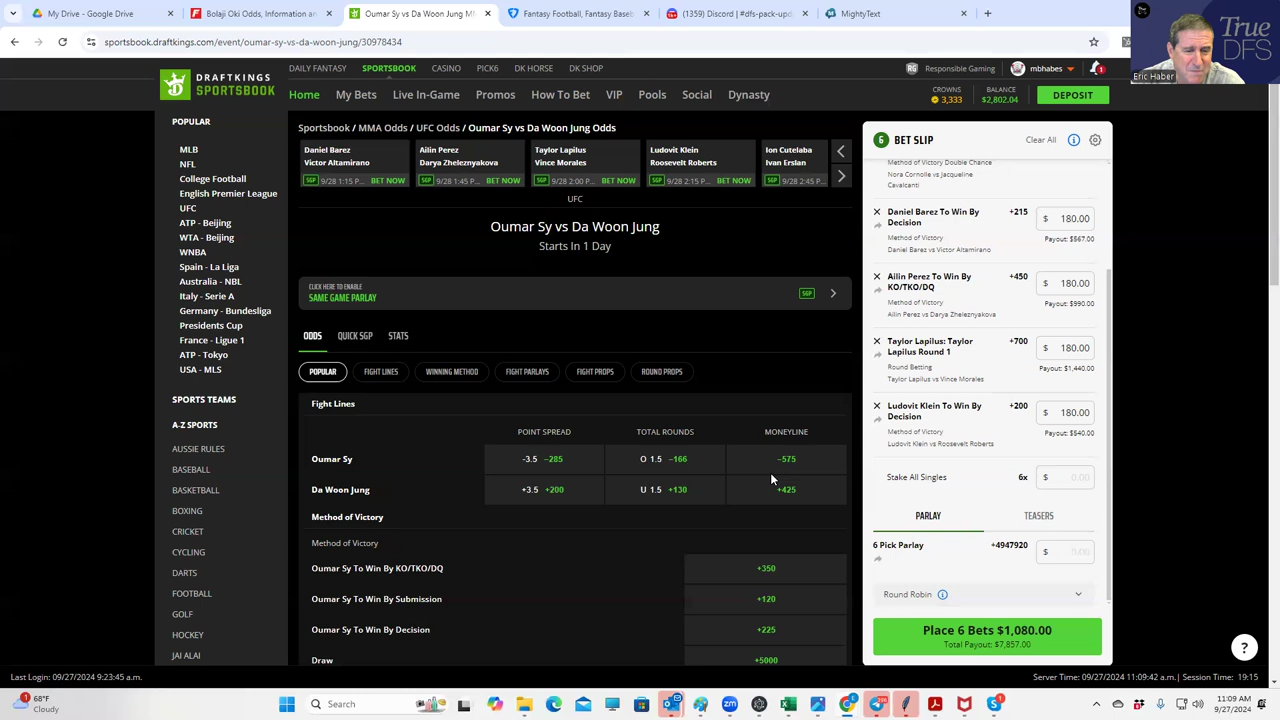 My Drive - Google Drive
Bolaji Oki Odds, Information an
Oumar Sy vs Da Woon Jung M
Fantasy Football, Fantasy Baseb
(1359) Discord | #dfs-pack-upd
MightyText
True
DFS
Eric Haber
sportsbook.draftkings.com/event/oumar-sy-vs-da-woon-jung/30978434
DAILY FANTASY SPORTSBOOK CASINO PICK6 DK HORSE DK SHOP
Responsible Gaming mbhabes 1
DRAFTKINGS
SPORTSBOOK
Home My Bets Live In- Promos How To Bet VIP Pools Social Dynasty
CROWNS
3,333
BALANCE
$2,802.04
DEPOSIT
POPULAR
MLB
NFL
College Football
English Premier League
UFC
ATP - Beijing
WTA - Beijing
WNBA
Spain - La Liga
Australia - NBL
Italy - Serie A
Germany - Bundesliga
Presidents Cup
France - Ligue 1
ATP - Tokyo
USA - MLS
SPORTS TEAMS
A-Z SPORTS
AUSSIE RULES
BASEBALL
BASKETBALL
BOXING
CRICKET
CYCLING
DARTS
FOOTBALL
GOLF
HOCKEY
JAI ALAI
Sportsbook / MMA Odds / UFC Odds / Oumar Sy vs Da Woon Jung Odds
Daniel Barez
Victor Altamirano
SGP 9/28 1:15 P... BET NOW
Ailin Perez
Darya Zheleznyakova
SGP 9/28 1:45 P... BET NOW
Taylor Lapilus
Vince Morales
SGP 9/28 2:00 P... BET NOW
Ludovit Klein
Roosevelt Roberts
SGP 9/28 2:15 P... BET NOW
Ion Cutelaba
Ivan Erslan
SGP 9/28 2:45 P...
UFC
Oumar Sy vs Da Woon Jung
Starts In 1 Day
CLICK HERE TO ENABLE
SAME GAME PARLAY
SGP
ODDS QUICK SGP STATS
POPULAR FIGHT LINES WINNING METHOD FIGHT PARLAYS FIGHT PROPS ROUND PROPS
Fight Lines
POINT SPREAD TOTAL ROUNDS MONEYLINE
Oumar Sy -3.5 −285 O 1.5 −166 −575
Da Woon Jung +3.5 +200 U 1.5 +130 +425
Method of Victory
Method of Victory
Oumar Sy To Win By KO/TKO/DQ +350
Oumar Sy To Win By Submission +120
Oumar Sy To Win By Decision +225
Draw +5000
6 BET SLIP Clear All
Method of Victory Double Chance
Nora Cornolle vs Jacqueline
Cavalcanti
Daniel Barez To Win By
Decision
+215 $ 180.00
Method of Victory
Payout: $567.00
Daniel Barez vs Victor Altamirano
Ailin Perez To Win By
KO/TKO/DQ
+450 $ 180.00
Method of Victory
Payout: $990.00
Ailin Perez vs Darya Zheleznyakova
Taylor Lapilus: Taylor
Lapilus Round 1
+700 $ 180.00
Round Betting
Payout: $1,440.00
Taylor Lapilus vs Vince Morales
Ludovit Klein To Win By
Decision
+200 $ 180.00
Method of Victory
Payout: $540.00
Ludovit Klein vs Roosevelt Roberts
Stake All Singles 6x $ 0.00
PARLAY TEASERS
6 Pick Parlay +4947920 $ 0.00
Round Robin
Place 6 Bets $1,080.00
Total Payout: $7,857.00
?
Last Login: 09/27/2024 9:23:45 a.m.
Server Time: 09/27/2024 11:09:42 a.m.| Session Time: 19:15
68°F
Cloudy
Search
11:09 AM
9/27/2024